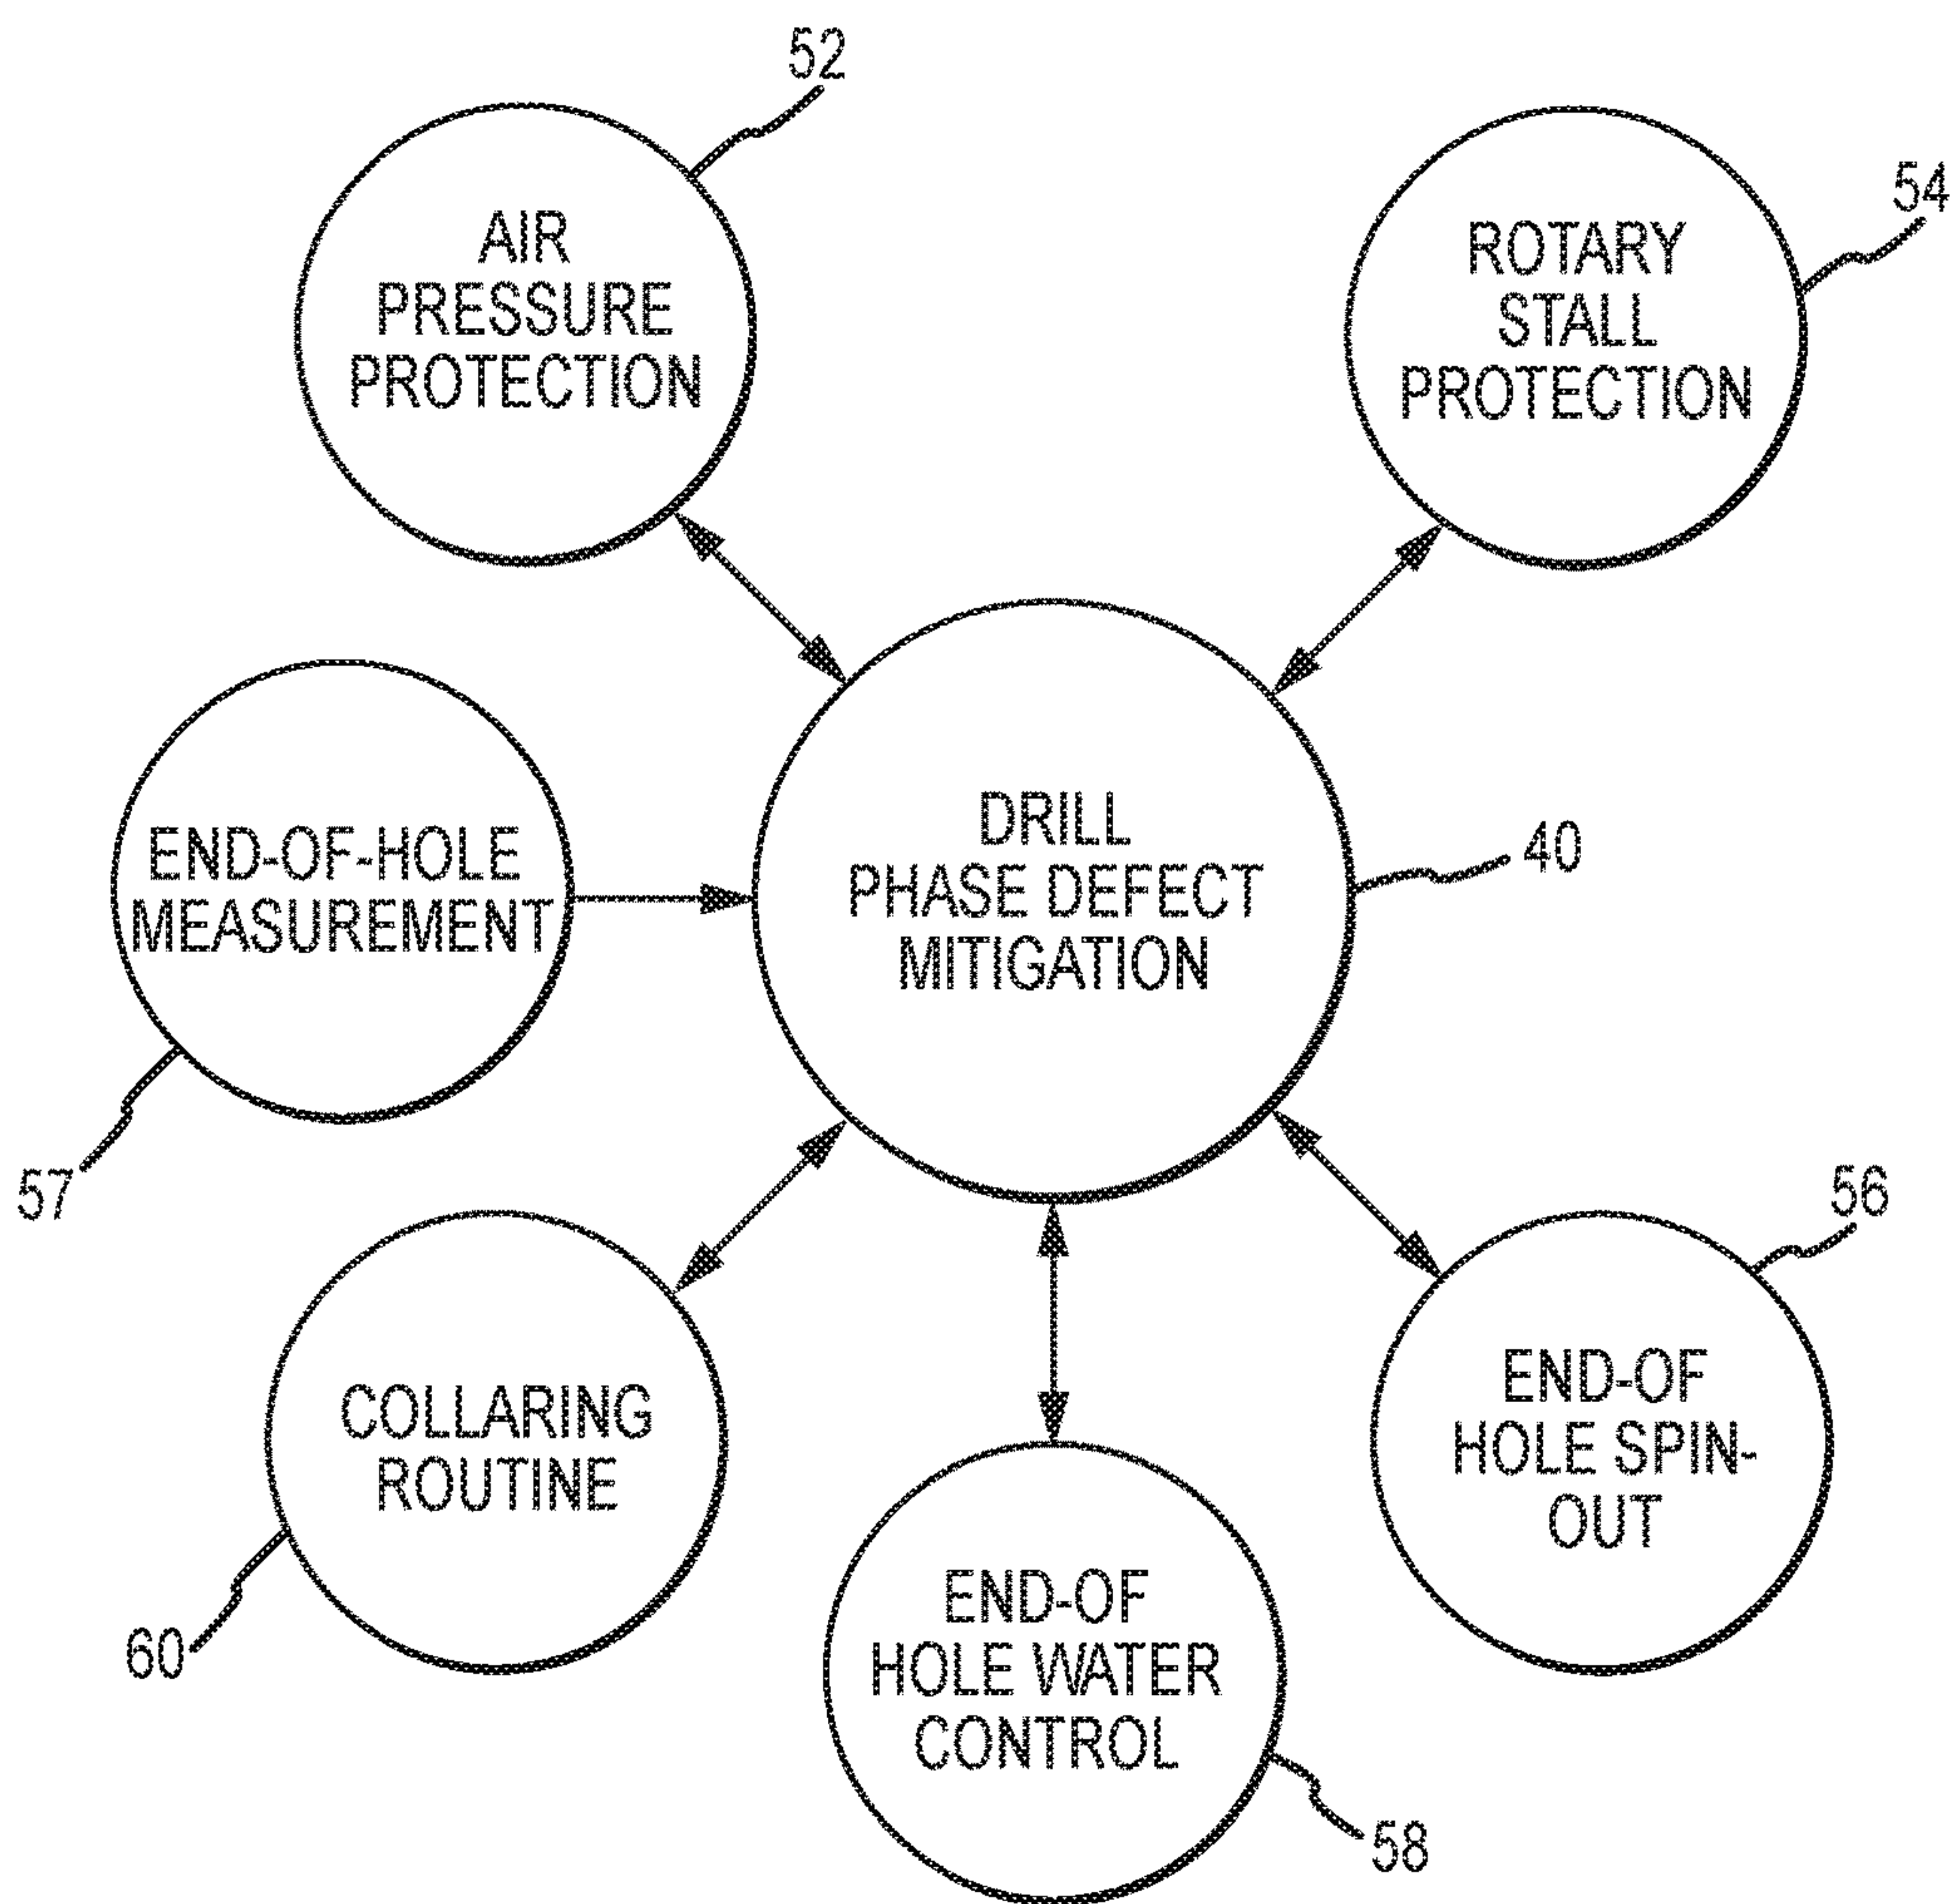 52
AIR
PRESSURE
PROTECTION
54
ROTARY
STALL
PROTECTION
END-OF-HOLE
MEASUREMENT
57
DRILL
PHASE DEFECT
MITIGATION
40
COLLARING
ROUTINE
60
END-OF
HOLE WATER
CONTROL
58
56
END-OF
HOLE SPIN-
OUT